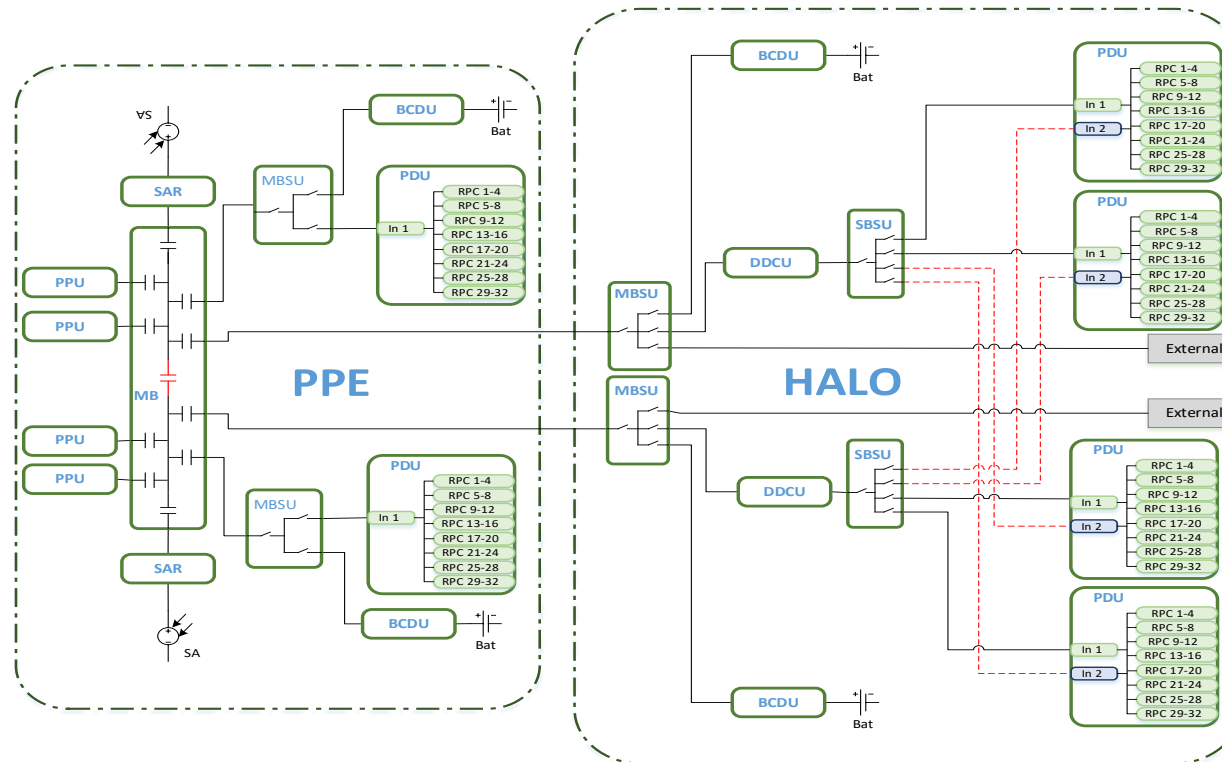 BCDU
+ -
Bat
PDU
RPC 1-4
RPC 5-8
RPC 9-12
In 1
RPC 13-16
In 2
RPC 17-20
RPC 21-24
RPC 25-28
RPC 29-32
SA
+
-
BCDU
+ -
Bat
SAR
MBSU
PDU
RPC 1-4
RPC 5-8
RPC 9-12
In 1
RPC 13-16
RPC 17-20
RPC 21-24
RPC 25-28
RPC 29-32
PDU
RPC 1-4
RPC 5-8
RPC 9-12
In 1
RPC 13-16
In 2
RPC 17-20
RPC 21-24
RPC 25-28
RPC 29-32
SBSU
DDCU
MBSU
PPU
PPU
External
PPE
HALO
MB
MBSU
External
PPU
PPU
SBSU
DDCU
PDU
RPC 1-4
RPC 5-8
RPC 9-12
In 1
RPC 13-16
RPC 17-20
RPC 21-24
RPC 25-28
RPC 29-32
MBSU
PDU
RPC 1-4
RPC 5-8
RPC 9-12
In 1
RPC 13-16
In 2
RPC 17-20
RPC 21-24
RPC 25-28
RPC 29-32
SAR
BCDU
+ -
Bat
+
-
SA
PDU
RPC 1-4
RPC 5-8
RPC 9-12
In 1
RPC 13-16
In 2
RPC 17-20
RPC 21-24
RPC 25-28
RPC 29-32
BCDU
+ -
Bat